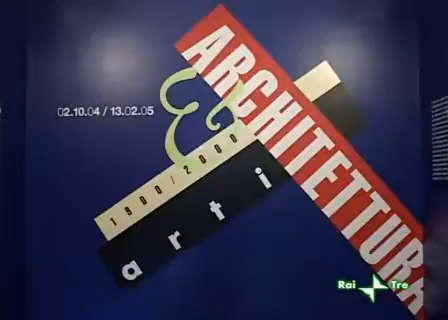 02.10.04 / 13.02.05
ARCHITETTURA
&
1900/2000
arti
Rai Tre